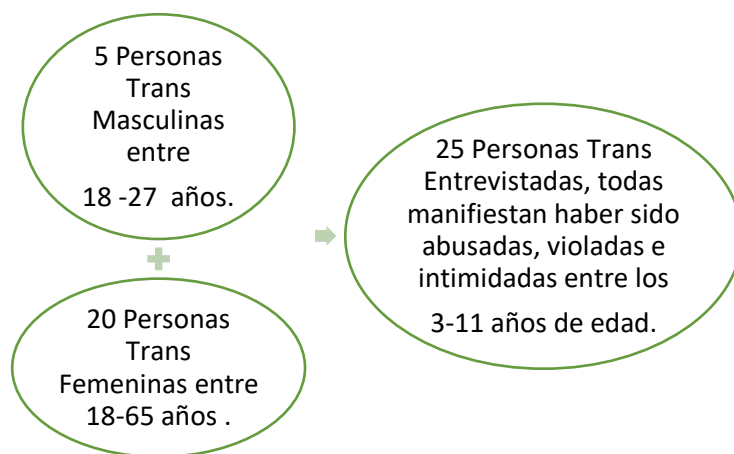 5 Personas
Trans
Masculinas
entre
18 -27 años.
20 Personas
Trans
Femeninas entre
18-65 años .
25 Personas Trans
Entrevistadas, todas
manifiestan haber sido
abusadas, violadas e
intimidadas entre los
3-11 años de edad.